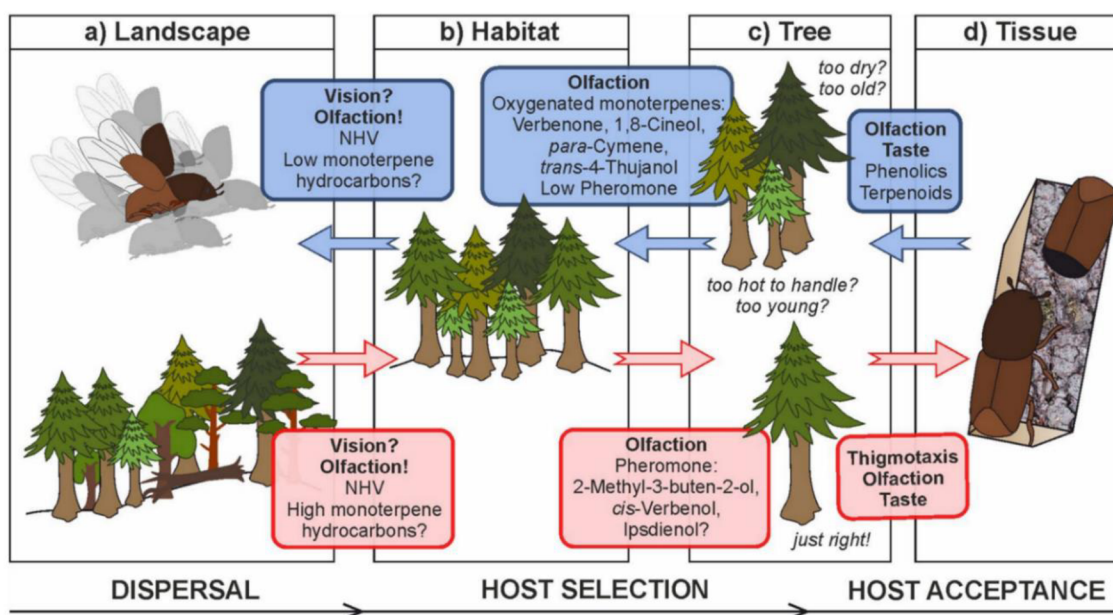 a) Landscape
b) Habitat
c) Tree
d) Tissue
Vision?
Olfaction!
NHV
Low monoterpene
hydrocarbons?
Olfaction
Oxygenated monoterpenes:
Verbenone, 1,8-Cineol,
para-Cymene,
trans-4-Thujanol
Low Pheromone
too dry?
too old?
Olfaction
Taste
Phenolics
Terpenoids
too hot to handle?
too young?
Vision?
Olfaction!
NHV
High monoterpene
hydrocarbons?
Olfaction
Pheromone:
2-Methyl-3-buten-2-ol,
cis-Verbenol,
Ipsdienol?
just right!
Thigmotaxis
Olfaction
Taste
DISPERSAL
HOST SELECTION
HOST ACCEPTANCE